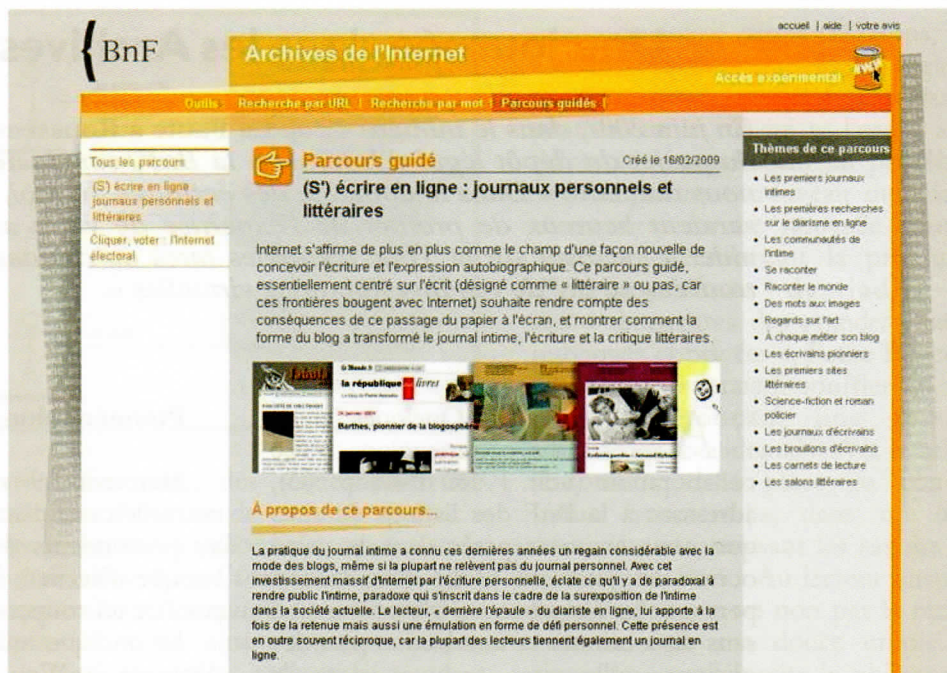 accueil | aide | votre avis
BnF
Archives de l'Internet
Accès expérimental
WWW
Outils : Recherche par URL | Recherche par mot | Parcours guidés |
Tous les parcours
(S') écrire en ligne :
journaux personnels et
littéraires
Cliquer, voter : l'Internet
électoral
Parcours guidé
Créé le 16/02/2009
(S') écrire en ligne : journaux personnels et
littéraires
Internet s'affirme de plus en plus comme le champ d'une façon nouvelle de
concevoir l'écriture et l'expression autobiographique. Ce parcours guidé,
essentiellement centré sur l'écrit (désigné comme « littéraire » ou pas, car
ces frontières bougent avec Internet) souhaite rendre compte des
conséquences de ce passage du papier à l'écran, et montrer comment la
forme du blog a transformé le journal intime, l'écriture et la critique littéraires.
la république livres
Barthes, pionnier de la blogosphère
À propos de ce parcours...
La pratique du journal intime a connu ces dernières années un regain considérable avec la
mode des blogs, même si la plupart ne relèvent pas du journal personnel. Avec cet
investissement massif d'Internet par l'écriture personnelle, éclate ce qu'il y a de paradoxal à
rendre public l'intime, paradoxe qui s'inscrit dans le cadre de la surexposition de l'intime
dans la société actuelle. Le lecteur, « derrière l'épaule » du diariste en ligne, lui apporte à la
fois de la retenue mais aussi une émulation en forme de défi personnel. Cette présence est
en outre souvent réciproque, car la plupart des lecteurs tiennent également un journal en
ligne.
Thèmes de ce parcours
• Les premiers journaux
intimes
• Les premières recherches
sur le diarisme en ligne
• Les communautés de
l'intime
• Se raconter
• Raconter le monde
• Des mots aux images
• Regards sur l'art
• À chaque métier son blog
• Les écrivains pionniers
• Les premiers sites
littéraires
• Science-fiction et roman
policier
• Les journaux d'écrivains
• Les brouillons d'écrivains
• Les carnets de lecture
• Les salons littéraires